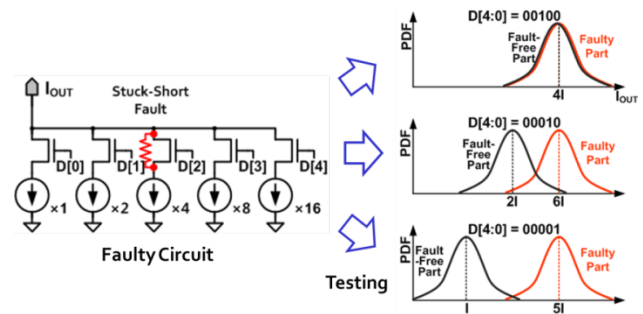 I_OUT
Stuck-Short
Fault
D[0]
D[1]
D[2]
D[3]
D[4]
×1
×2
×4
×8
×16
Faulty Circuit
Testing
D[4:0] = 00100
PDF
Fault-
Free
Part
Faulty
Part
4I
I_OUT
D[4:0] = 00010
PDF
Fault-
Free
Part
Faulty
Part
2I
6I
D[4:0] = 00001
PDF
Fault
-Free
Part
Faulty
Part
I
5I